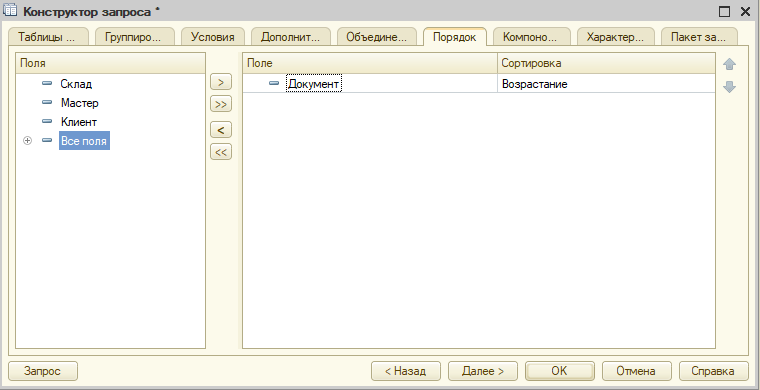 Конструктор запроса *
Таблицы ... Группиро... Условия Дополнит... Объедине... Порядок Компоно... Характер... Пакет за...
Поля Поле Сортировка
Склад Документ Возрастание
Мастер
Клиент
Все поля
>
>>
<
<<
Запрос < Назад Далее > OK Отмена Справка